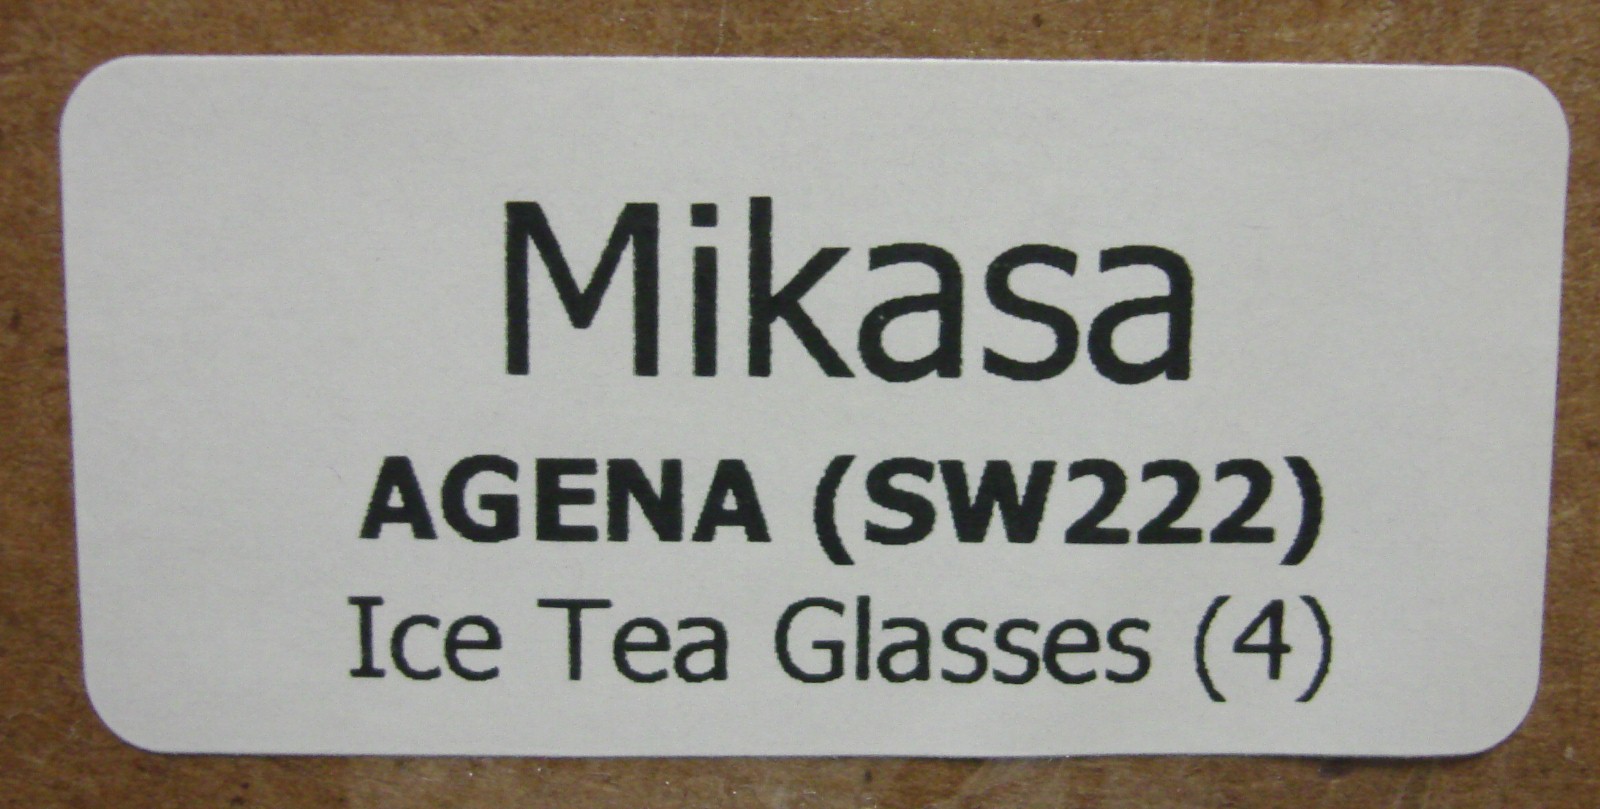 Mikasa
AGENA (SW222)
Ice Tea Glasses (4)